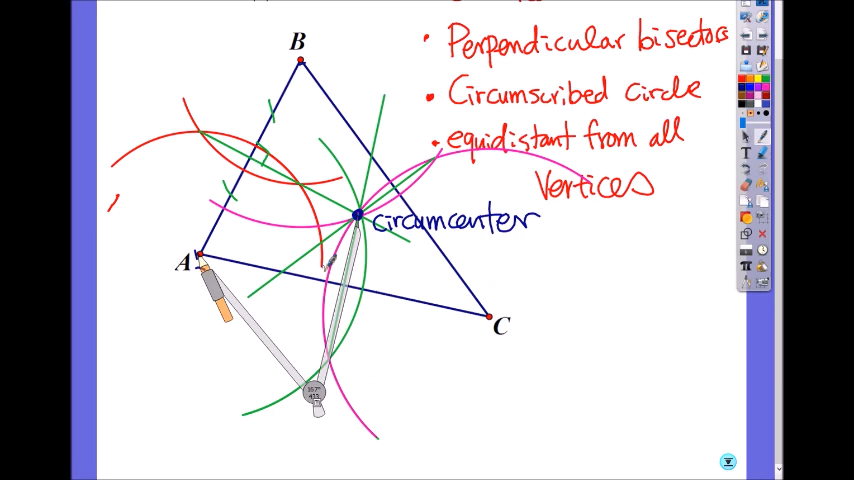 B
• Perpendicular bisectors
• Circumscribed circle
• equidistant from all
Vertices
circumcenter
A
C